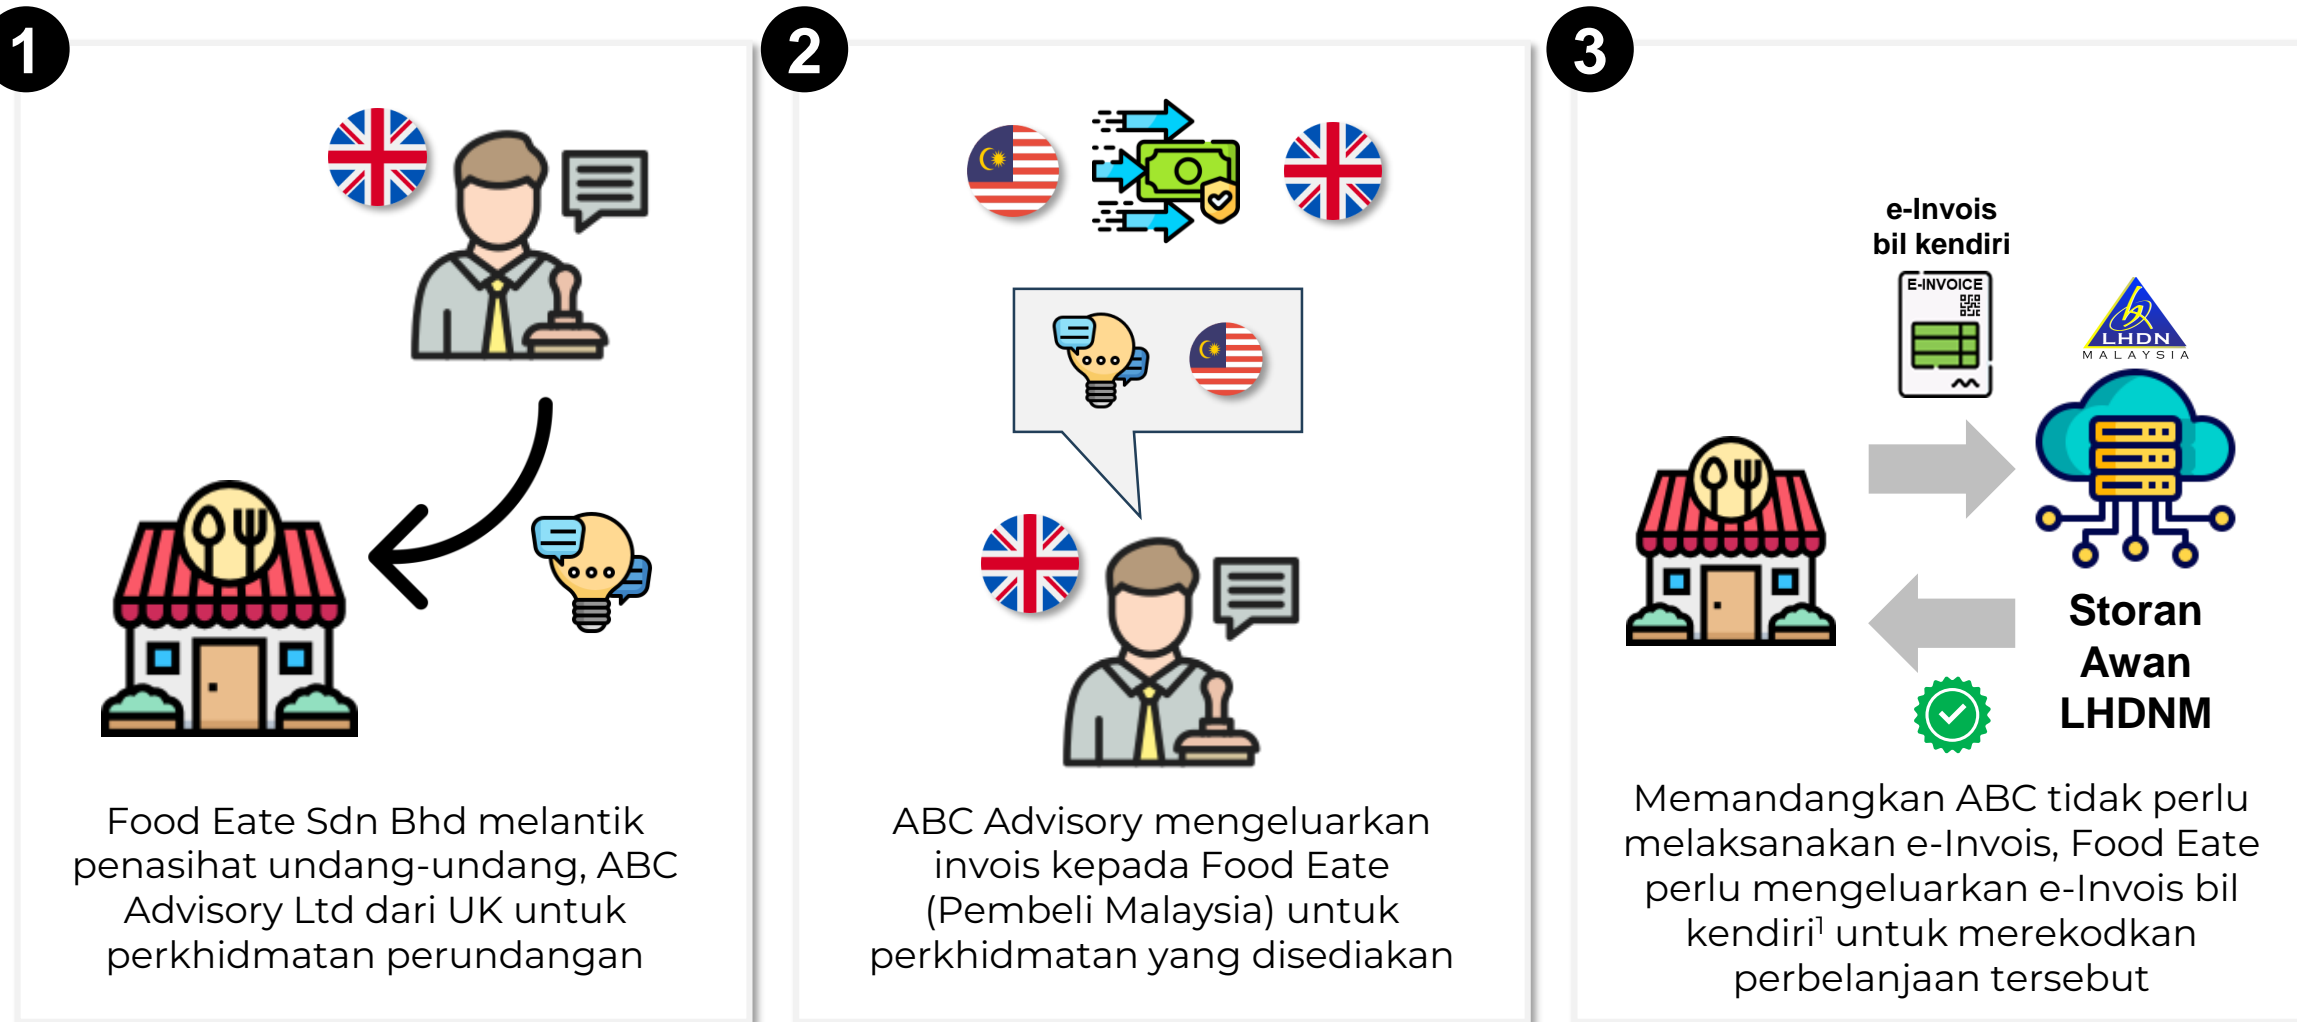 1
Food Eate Sdn Bhd melantik
penasihat undang-undang, ABC
Advisory Ltd dari UK untuk
perkhidmatan perundangan
2
ABC Advisory mengeluarkan
invois kepada Food Eate
(Pembeli Malaysia) untuk
perkhidmatan yang disediakan
3
e-Invois
bil kendiri
E-INVOICE
LHDN
MALAYSIA
Storan
Awan
LHDNM
Memandangkan ABC tidak perlu
melaksanakan e-Invois, Food Eate
perlu mengeluarkan e-Invois bil
kendiri¹ untuk merekodkan
perbelanjaan tersebut